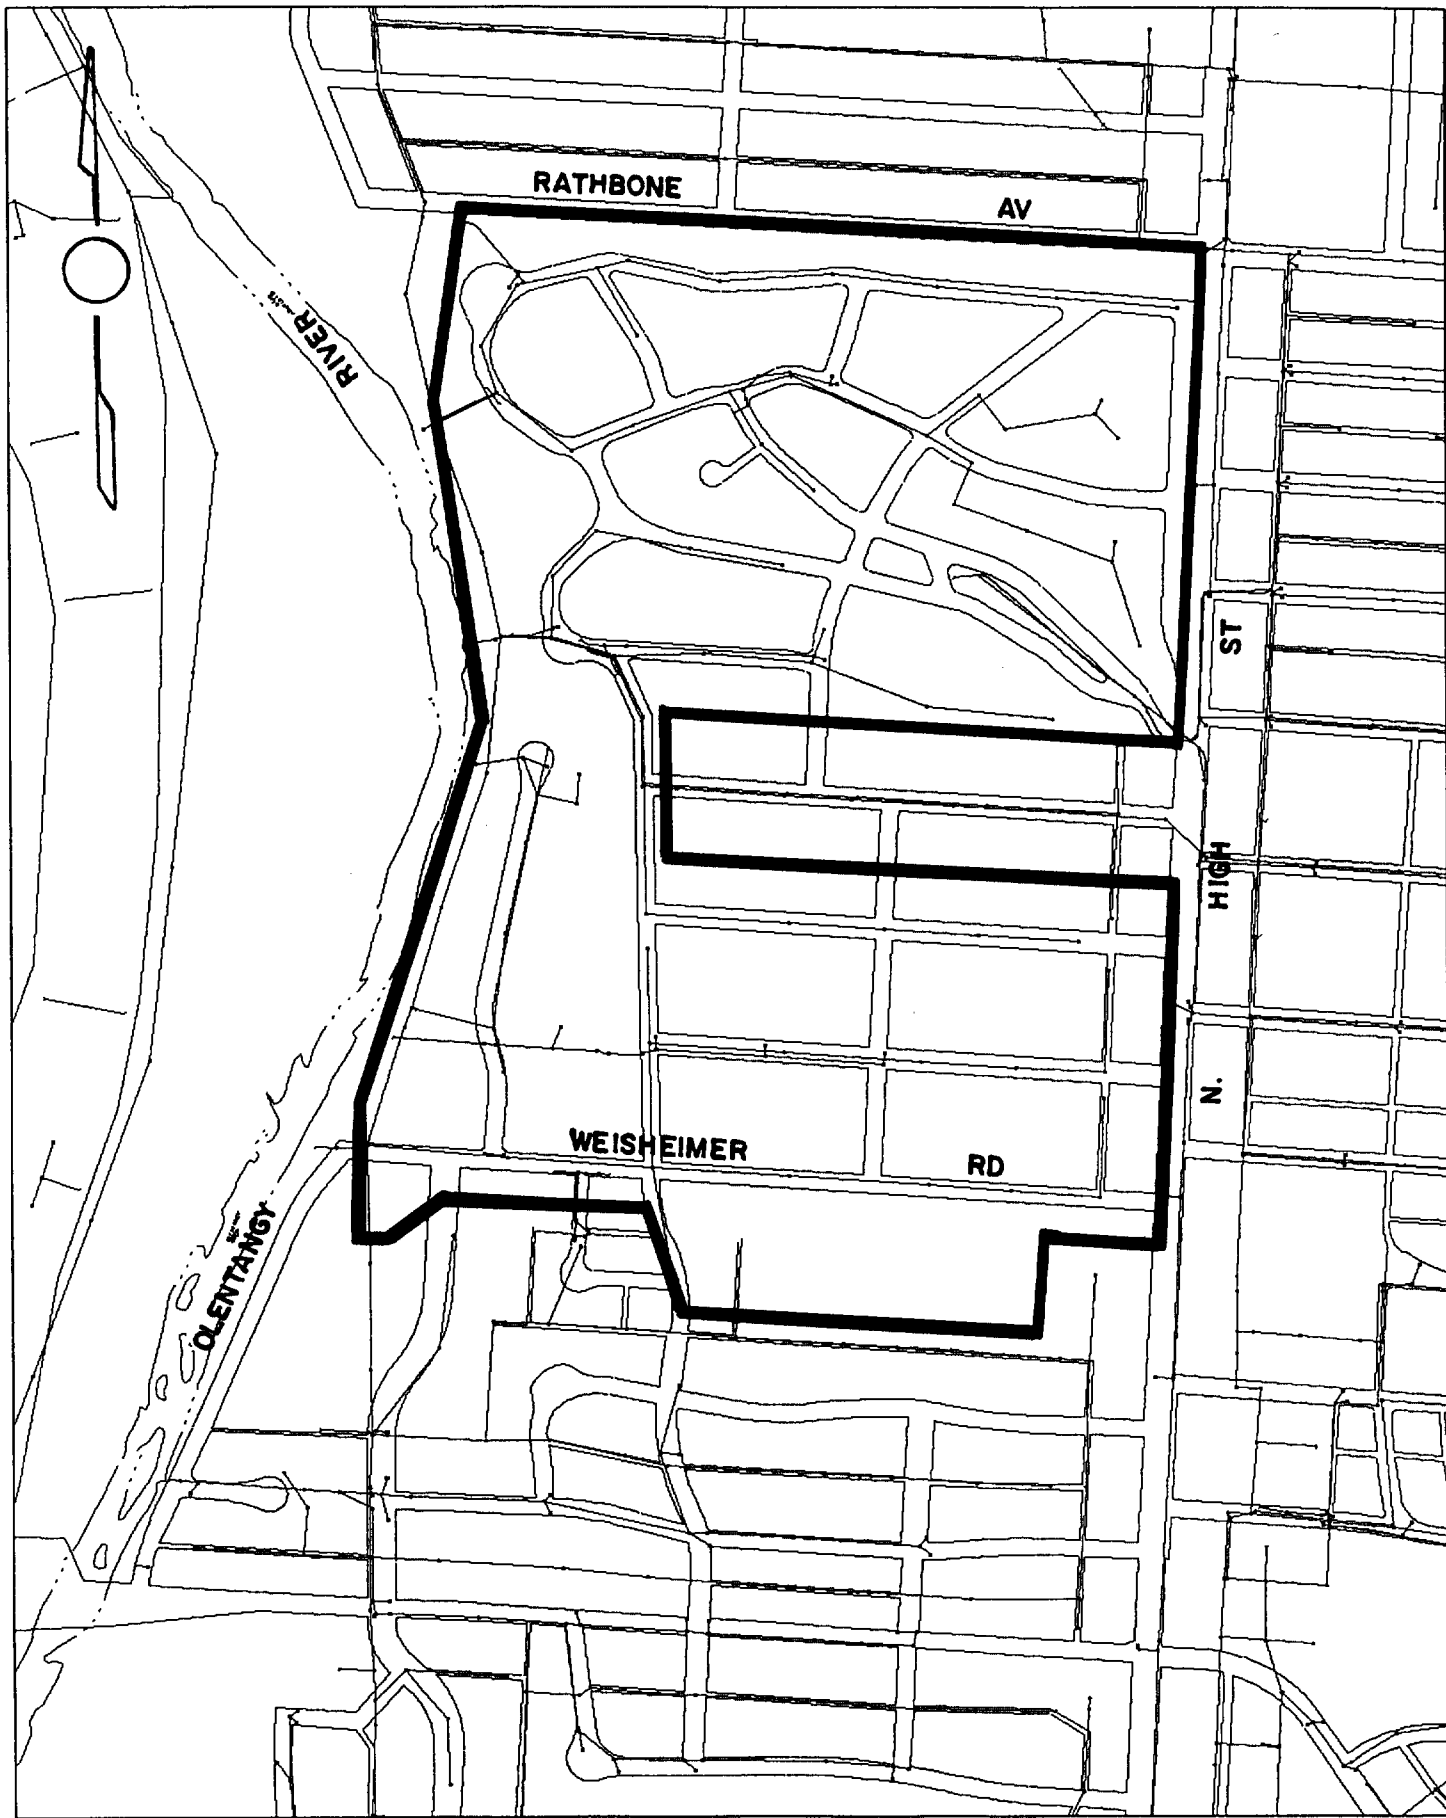 RATHBONE AV
RIVER
ST
HIGH
N.
WEISHEIMER RD
OLENTANGY